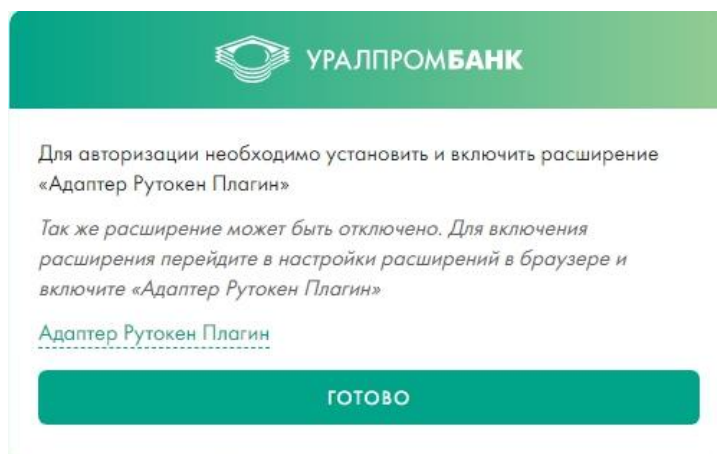 УРАЛПРОМБАНК
Для авторизации необходимо установить и включить расширение
«Адаптер Рутокен Плагин»
Так же расширение может быть отключено. Для включения
расширения перейдите в настройки расширений в браузере и
включите «Адаптер Рутокен Плагин»
Адаптер Рутокен Плагин
ГОТОВО